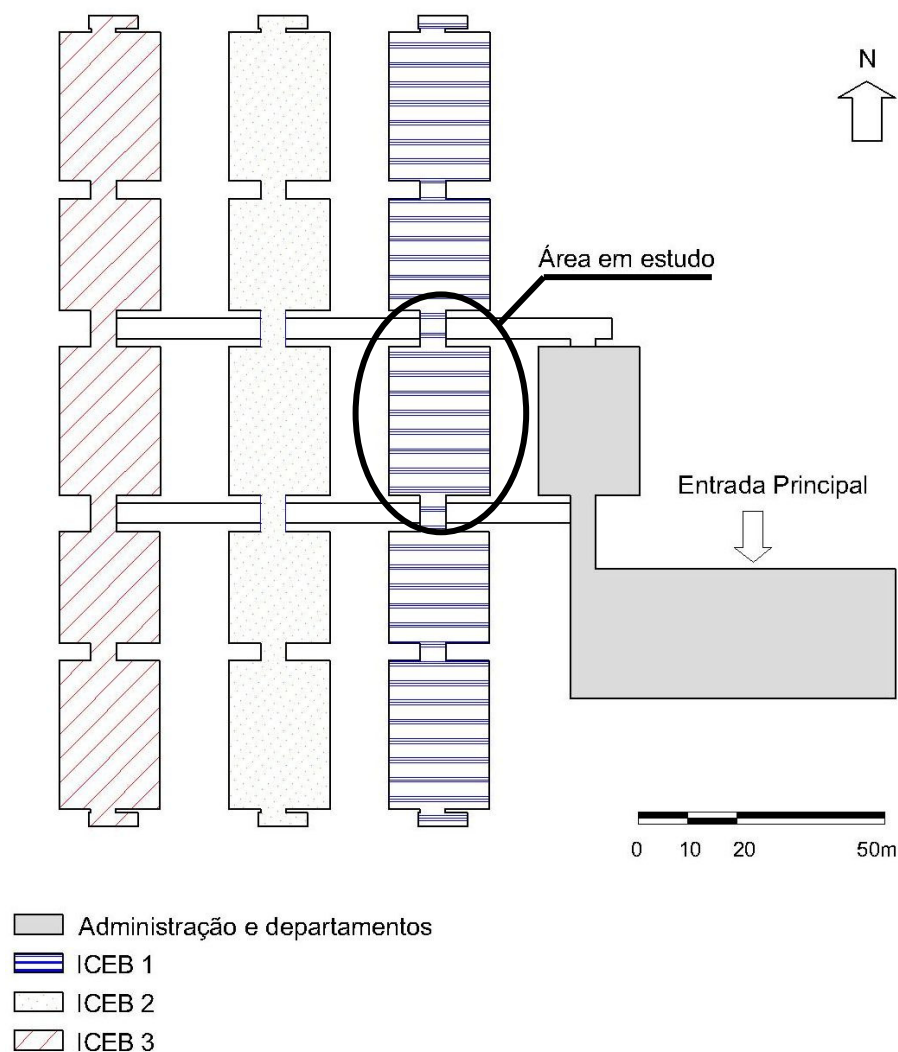 N
Área em estudo
Entrada Principal
0 10 20 50m
Administração e departamentos
ICEB 1
ICEB 2
ICEB 3